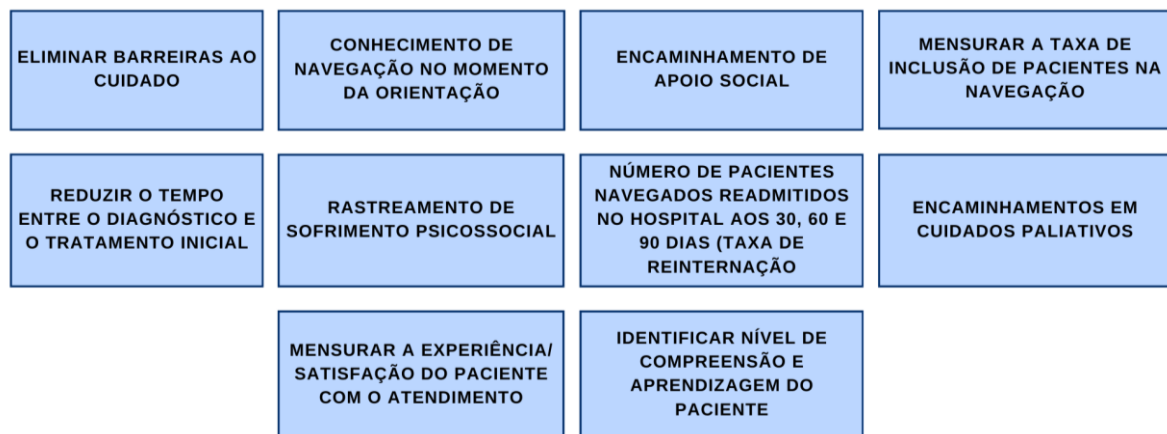 ELIMINAR BARREIRAS AO
CUIDADO
CONHECIMENTO DE
NAVEGAÇÃO NO MOMENTO
DA ORIENTAÇÃO
ENCAMINHAMENTO DE
APOIO SOCIAL
MENSURAR A TAXA DE
INCLUSÃO DE PACIENTES NA
NAVEGAÇÃO
REDUZIR O TEMPO
ENTRE O DIAGNÓSTICO E
O TRATAMENTO INICIAL
RASTREAMENTO DE
SOFRIMENTO PSICOSSOCIAL
NÚMERO DE PACIENTES
NAVEGADOS READMITIDOS
NO HOSPITAL AOS 30, 60 E
90 DIAS (TAXA DE
REINTERNAÇÃO
ENCAMINHAMENTOS EM
CUIDADOS PALIATIVOS
MENSURAR A EXPERIÊNCIA/
SATISFAÇÃO DO PACIENTE
COM O ATENDIMENTO
IDENTIFICAR NÍVEL DE
COMPREENSÃO E
APRENDIZAGEM DO
PACIENTE